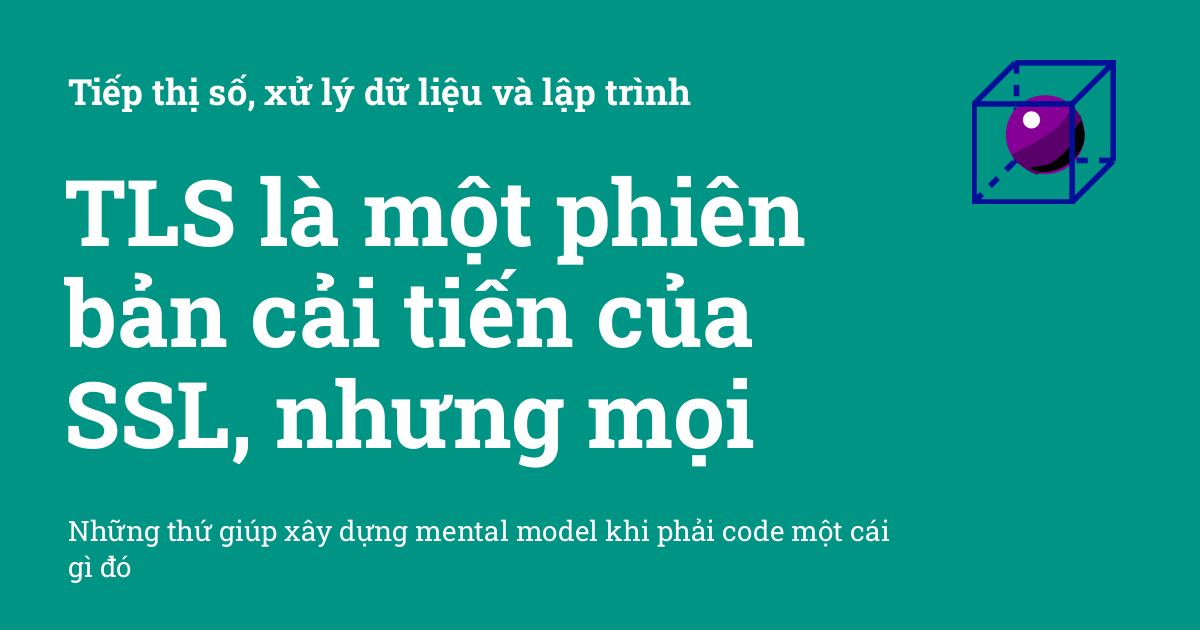 Tiếp thị số, xử lý dữ liệu và lập trình
TLS là một phiên
bản cải tiến của
SSL, nhưng mọi
Những thứ giúp xây dựng mental model khi phải code một cái
gì đó